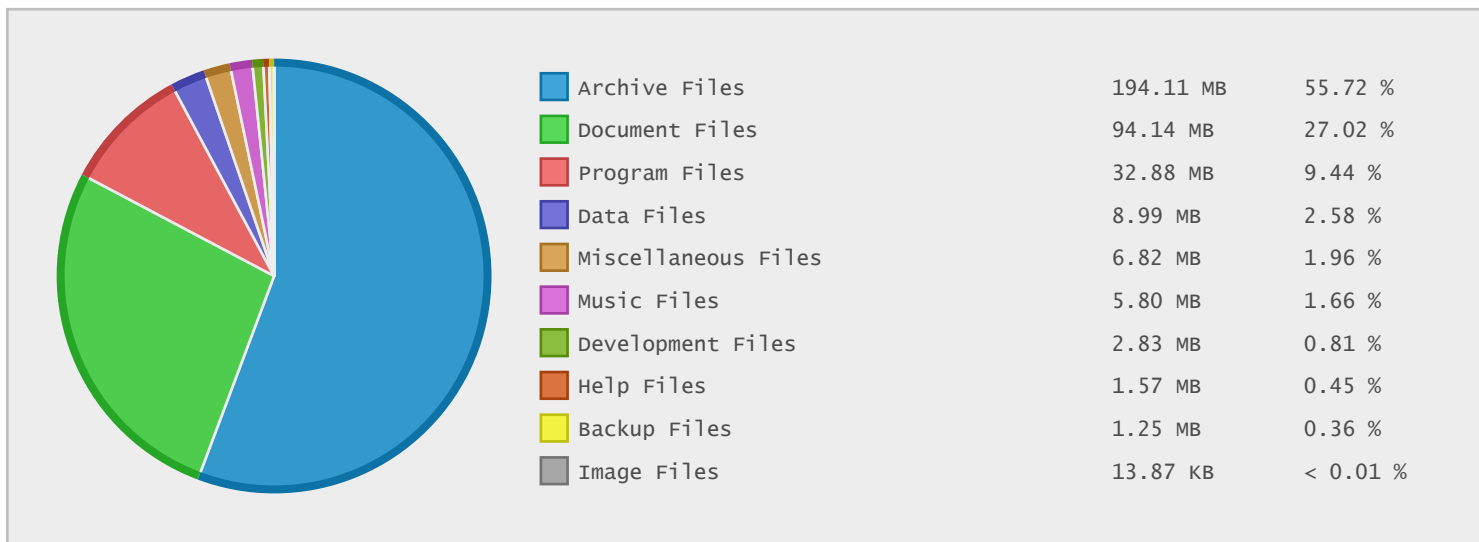 Archive Files 194.11 MB 55.72 %
Document Files 94.14 MB 27.02 %
Program Files 32.88 MB 9.44 %
Data Files 8.99 MB 2.58 %
Miscellaneous Files 6.82 MB 1.96 %
Music Files 5.80 MB 1.66 %
Development Files 2.83 MB 0.81 %
Help Files 1.57 MB 0.45 %
Backup Files 1.25 MB 0.36 %
Image Files 13.87 KB < 0.01 %